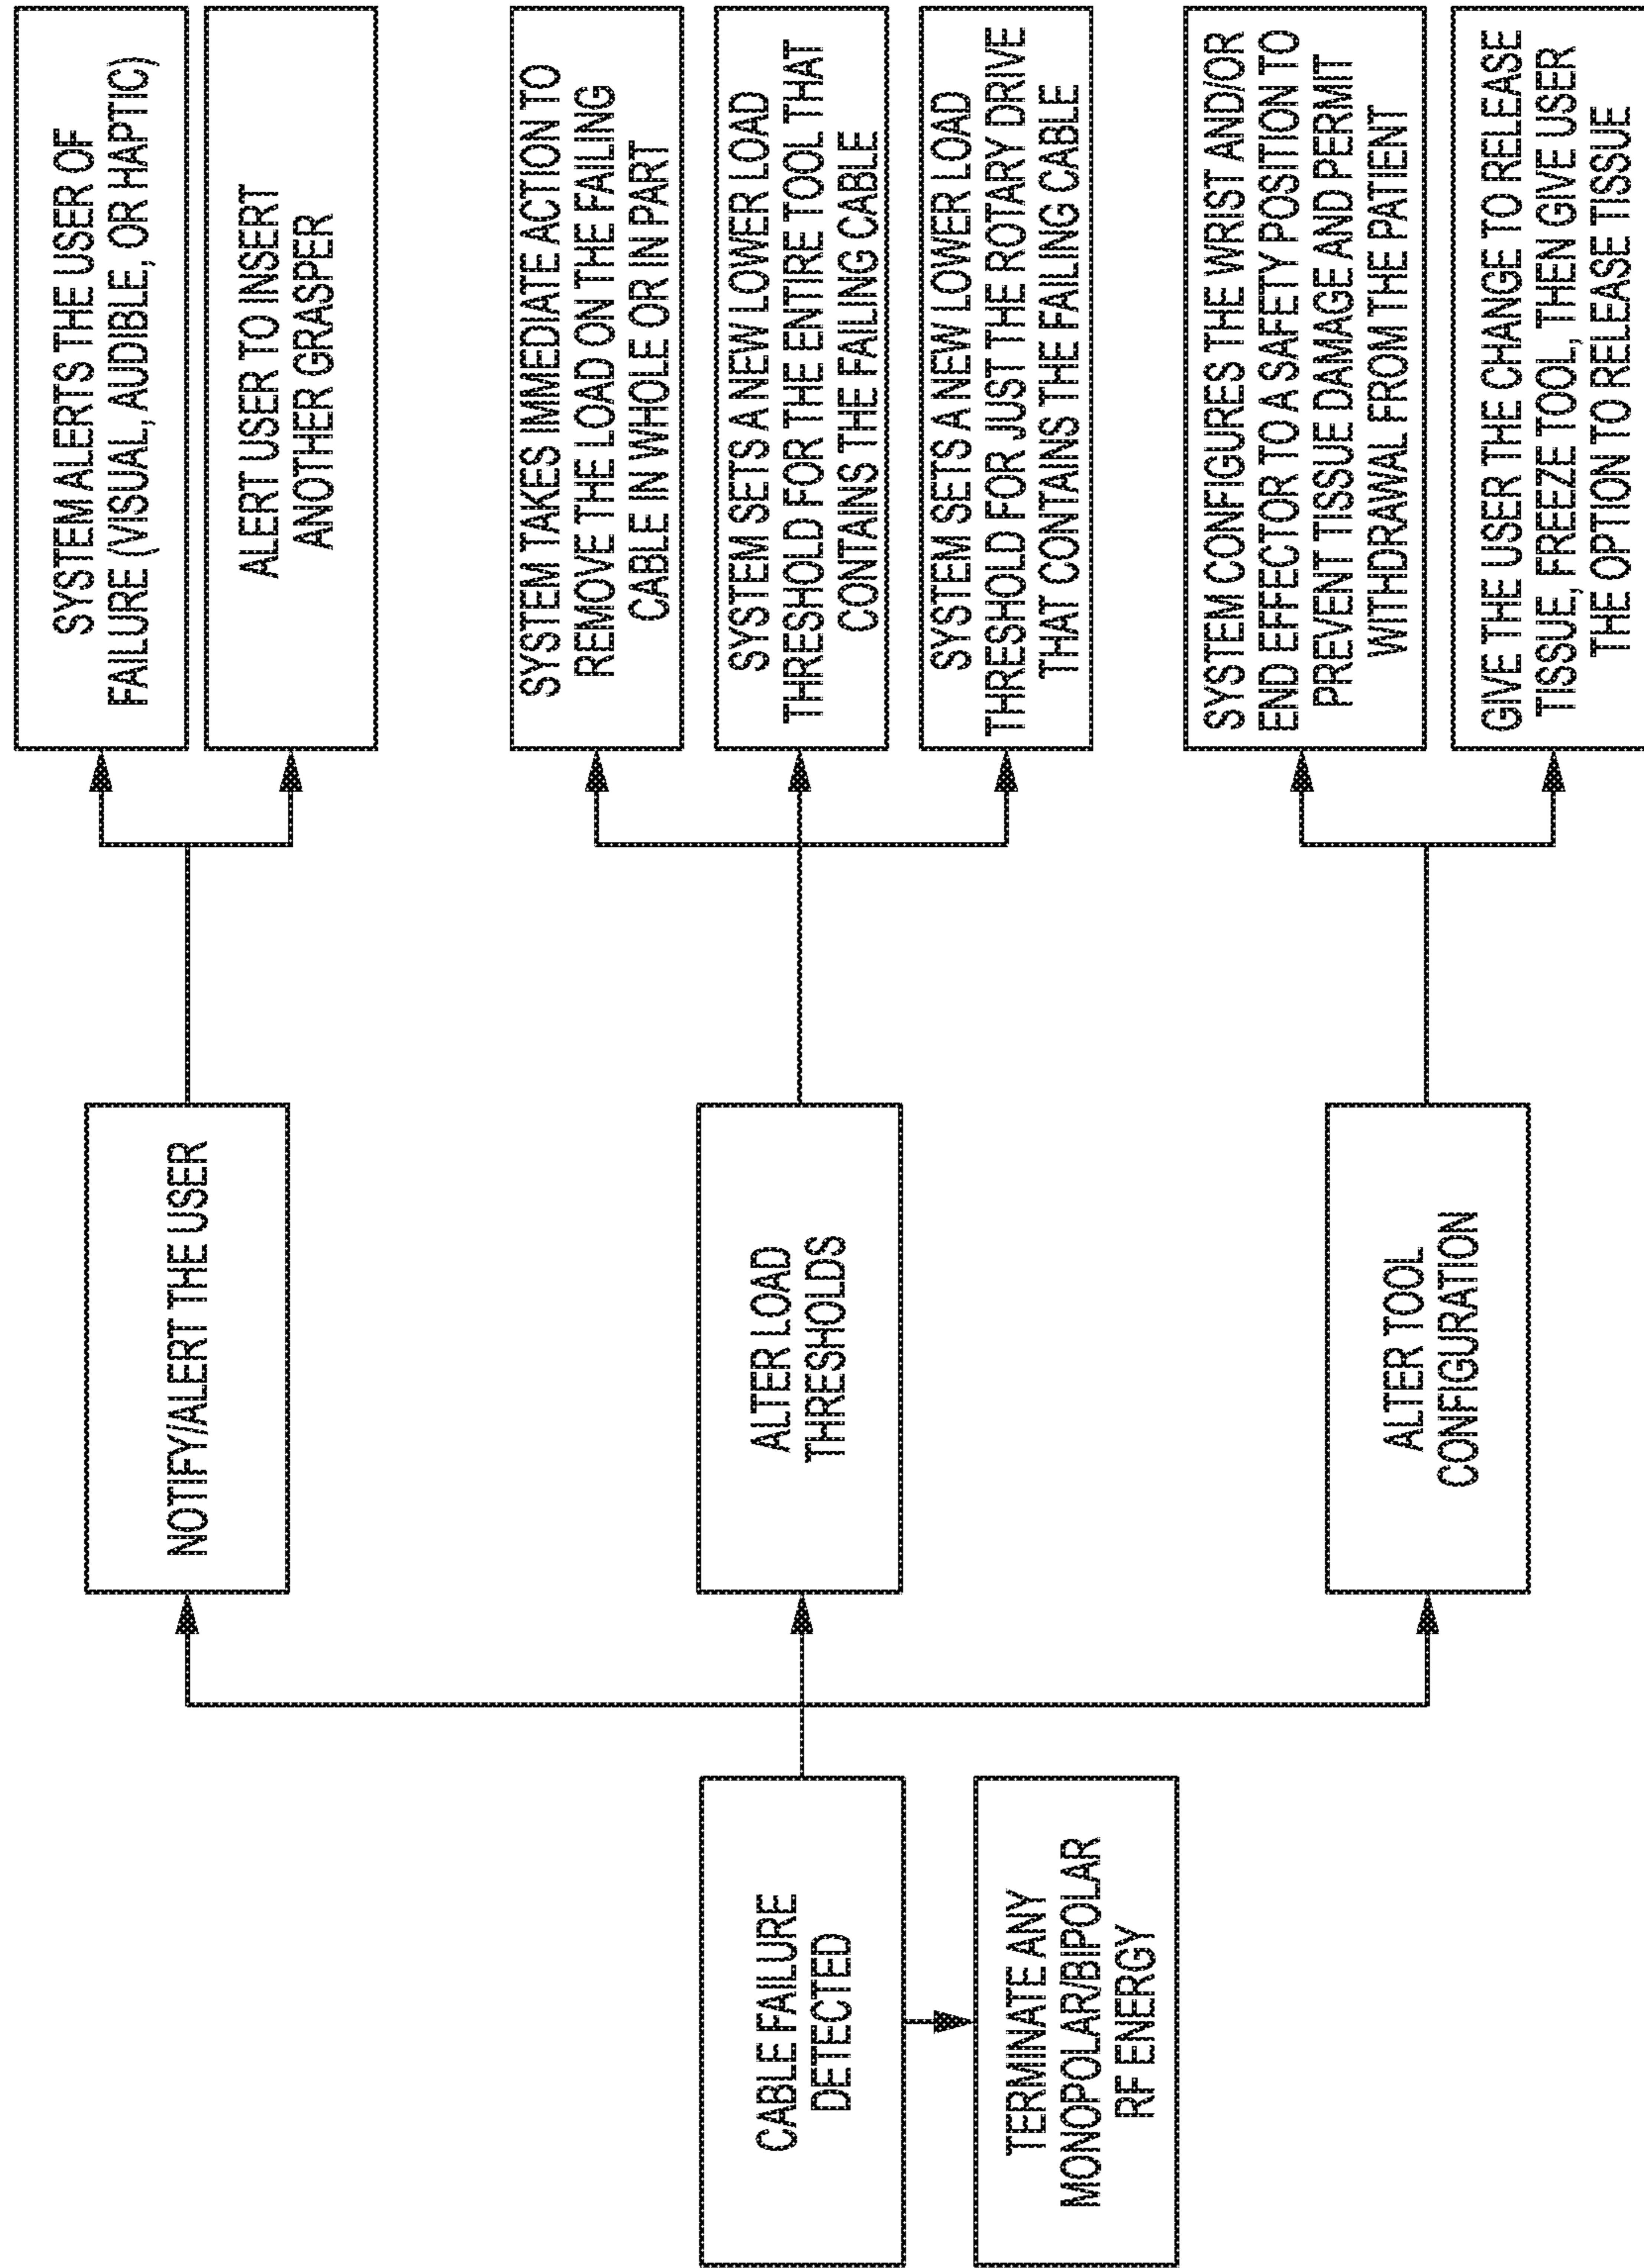 CABLE FAILURE
DETECTED
TERMINATE ANY
MONOPOLAR/BIPOLAR
RF ENERGY
NOTIFY/ALERT THE USER
ALTER LOAD
THRESHOLDS
ALTER TOOL
CONFIGURATION
SYSTEM ALERTS THE USER OF
FAILURE (VISUAL, AUDIBLE, OR HAPTIC)
ALERT USER TO INSERT
ANOTHER GRASPER
SYSTEM TAKES IMMEDIATE ACTION TO
REMOVE THE LOAD ON THE FAILING
CABLE IN WHOLE OR IN PART
SYSTEM SETS A NEW LOWER LOAD
THRESHOLD FOR THE ENTIRE TOOL THAT
CONTAINS THE FAILING CABLE
SYSTEM SETS A NEW LOWER LOAD
THRESHOLD FOR JUST THE ROTARY DRIVE
THAT CONTAINS THE FAILING CABLE
SYSTEM CONFIGURES THE WRIST AND/OR
END EFFECTOR TO A SAFETY POSITION TO
PREVENT TISSUE DAMAGE AND PERMIT
WITHDRAWAL FROM THE PATIENT
GIVE THE USER THE CHANGE TO RELEASE
TISSUE, FREEZE TOOL, THEN GIVE USER
THE OPTION TO RELEASE TISSUE